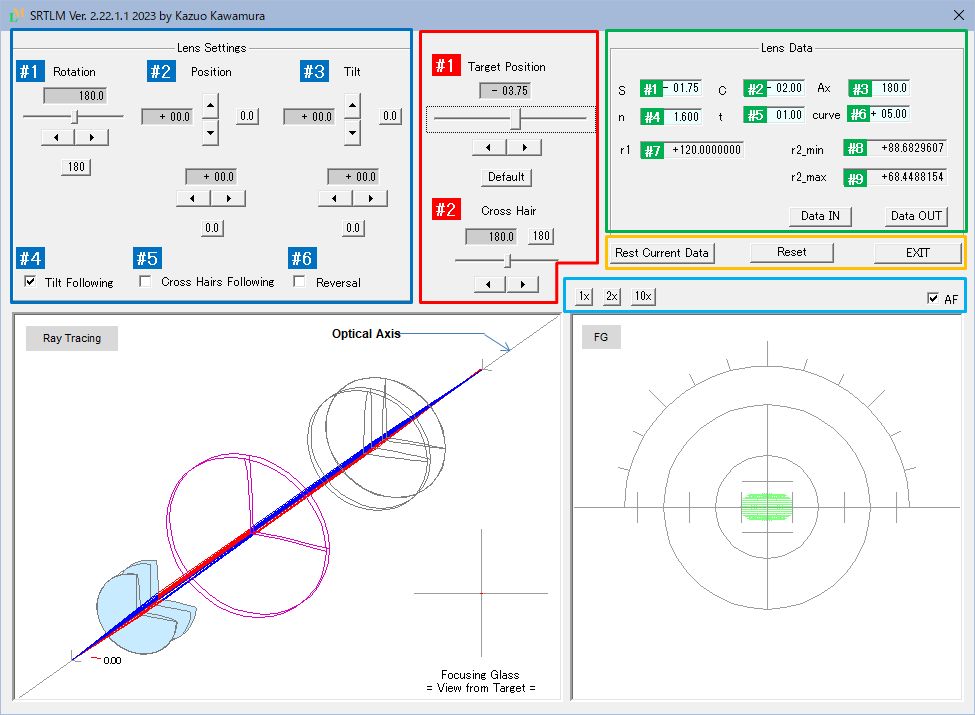 SRTLM Ver. 2.22.1.1 2023 by Kazuo Kawamura
Lens Settings
#1 Rotation
180.0
180
#2 Position
+ 00.0
0.0
+ 00.0
0.0
#3 Tilt
+ 00.0
0.0
+ 00.0
0.0
#4
Tilt Following
#5
Cross Hairs Following
#6
Reversal
#1 Target Position
- 03.75
Default
#2 Cross Hair
180.0 180
Lens Data
S #1 - 01.75 C #2 - 02.00 Ax #3 180.0
n #4 1.600 t #5 01.00 curve #6 + 05.00
r1 #7 +120.0000000 r2_min #8 +88.6829607
r2_max #9 +68.4488154
Data IN Data OUT
Rest Current Data Reset EXIT
1x 2x 10x AF
Ray Tracing
Optical Axis
0.00
Focusing Glass
= View from Target =
FG